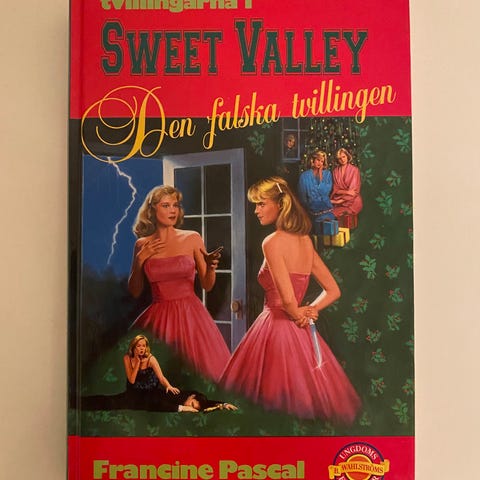 tvillingarna i
SWEET VALLEY
Den falska tvillingen
UNGDOMS
B. WAHLSTRÖMS
Francine Pascal